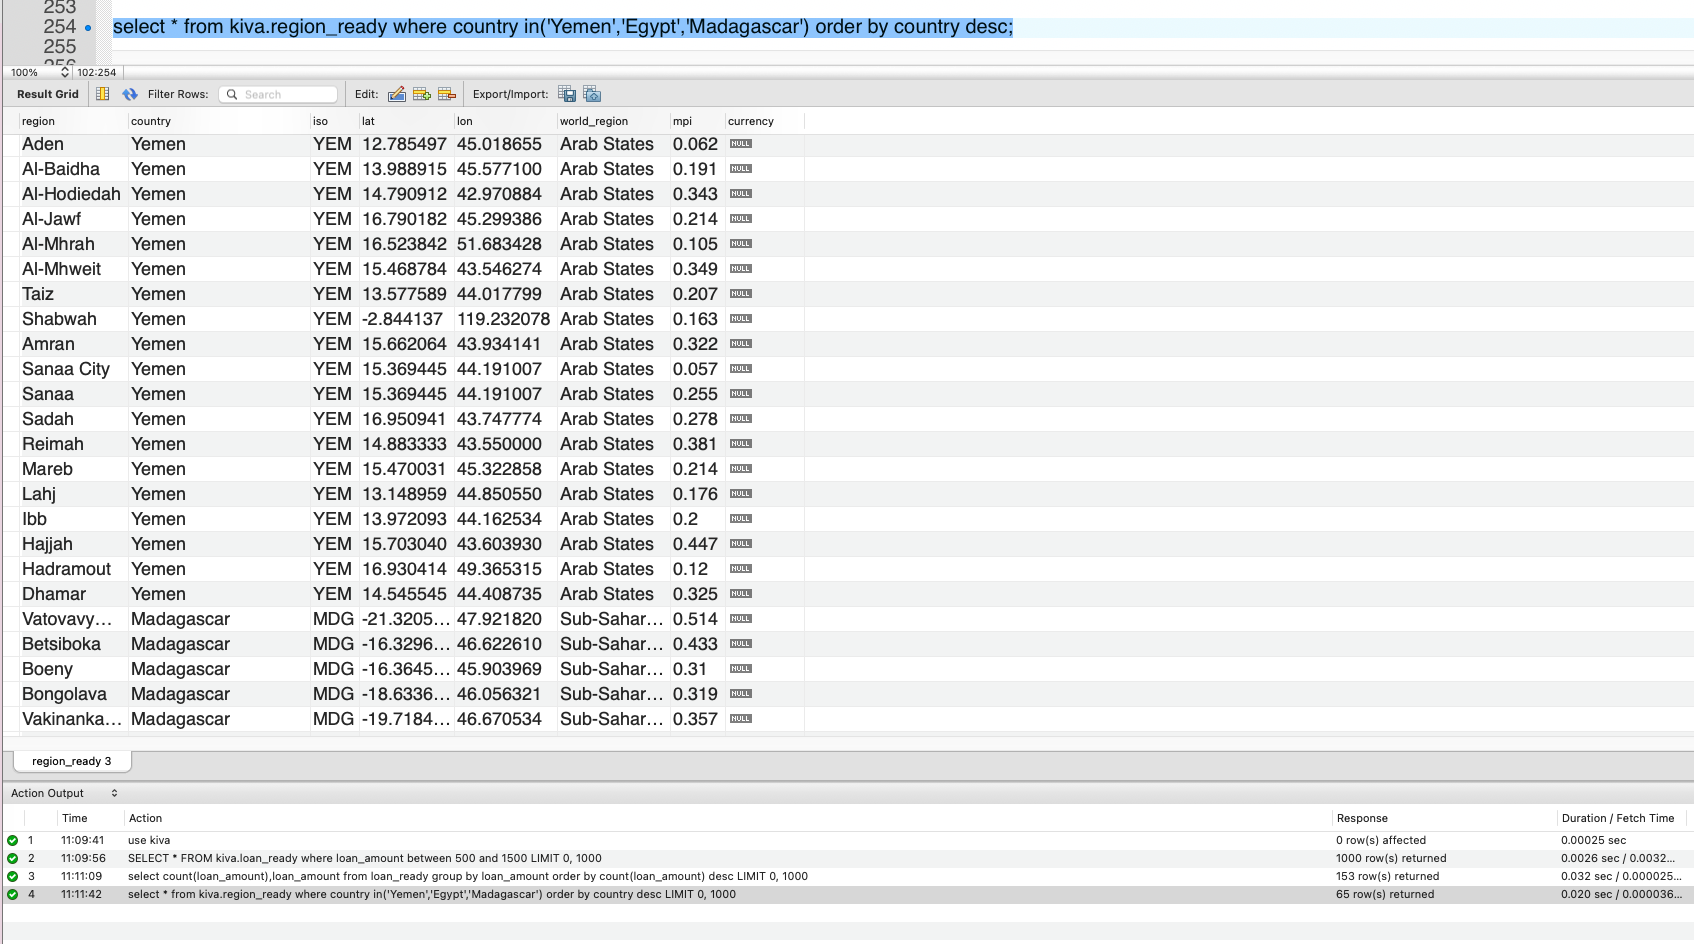 253
254 select * from kiva.region_ready where country in('Yemen','Egypt','Madagascar') order by country desc;
255
256
100% 102:254
Result Grid Filter Rows: Search Edit: Export/Import:
region country iso lat lon world_region mpi currency
Aden Yemen YEM 12.785497 45.018655 Arab States 0.062 NULL
Al-Baidha Yemen YEM 13.988915 45.577100 Arab States 0.191 NULL
Al-Hodiedah Yemen YEM 14.790912 42.970884 Arab States 0.343 NULL
Al-Jawf Yemen YEM 16.790182 45.299386 Arab States 0.214 NULL
Al-Mhrah Yemen YEM 16.523842 51.683428 Arab States 0.105 NULL
Al-Mhweit Yemen YEM 15.468784 43.546274 Arab States 0.349 NULL
Taiz Yemen YEM 13.577589 44.017799 Arab States 0.207 NULL
Shabwah Yemen YEM -2.844137 119.232078 Arab States 0.163 NULL
Amran Yemen YEM 15.662064 43.934141 Arab States 0.322 NULL
Sanaa City Yemen YEM 15.369445 44.191007 Arab States 0.057 NULL
Sanaa Yemen YEM 15.369445 44.191007 Arab States 0.255 NULL
Sadah Yemen YEM 16.950941 43.747774 Arab States 0.278 NULL
Reimah Yemen YEM 14.883333 43.550000 Arab States 0.381 NULL
Mareb Yemen YEM 15.470031 45.322858 Arab States 0.214 NULL
Lahj Yemen YEM 13.148959 44.850550 Arab States 0.176 NULL
Ibb Yemen YEM 13.972093 44.162534 Arab States 0.2 NULL
Hajjah Yemen YEM 15.703040 43.603930 Arab States 0.447 NULL
Hadramout Yemen YEM 16.930414 49.365315 Arab States 0.12 NULL
Dhamar Yemen YEM 14.545545 44.408735 Arab States 0.325 NULL
Vatovavy... Madagascar MDG -21.3205... 47.921820 Sub-Sahar... 0.514 NULL
Betsiboka Madagascar MDG -16.3296... 46.622610 Sub-Sahar... 0.433 NULL
Boeny Madagascar MDG -16.3645... 45.903969 Sub-Sahar... 0.31 NULL
Bongolava Madagascar MDG -18.6336... 46.056321 Sub-Sahar... 0.319 NULL
Vakinanka... Madagascar MDG -19.7184... 46.670534 Sub-Sahar... 0.357 NULL
region_ready 3
Action Output
Time Action Response Duration / Fetch Time
1 11:09:41 use kiva 0 row(s) affected 0.00025 sec
2 11:09:56 SELECT * FROM kiva.loan_ready where loan_amount between 500 and 1500 LIMIT 0, 1000 1000 row(s) returned 0.0026 sec / 0.0032...
3 11:11:09 select count(loan_amount),loan_amount from loan_ready group by loan_amount order by count(loan_amount) desc LIMIT 0, 1000 153 row(s) returned 0.032 sec / 0.000025...
4 11:11:42 select * from kiva.region_ready where country in('Yemen','Egypt','Madagascar') order by country desc LIMIT 0, 1000 65 row(s) returned 0.020 sec / 0.000036...